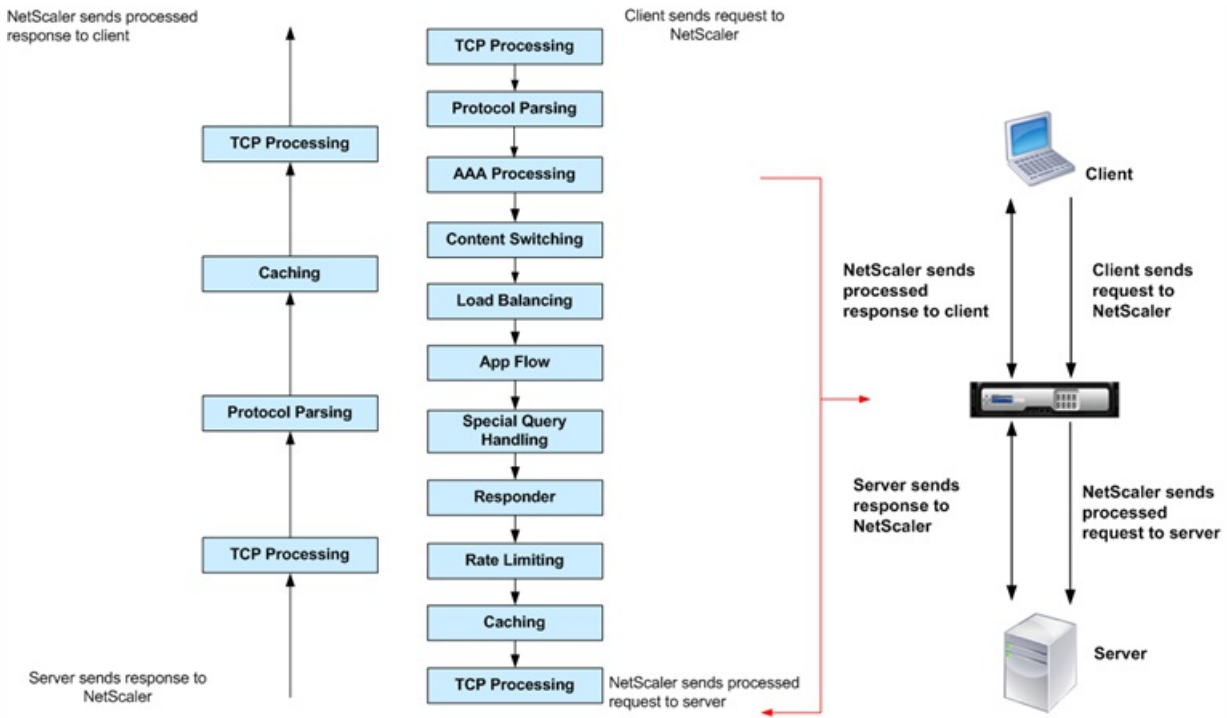 NetScaler sends processed
response to client
TCP Processing
Caching
Protocol Parsing
TCP Processing
Server sends response to
NetScaler
Client sends request to
NetScaler
TCP Processing
Protocol Parsing
AAA Processing
Content Switching
Load Balancing
App Flow
Special Query
Handling
Responder
Rate Limiting
Caching
TCP Processing
NetScaler sends processed
request to server
Client
NetScaler sends
processed
response to client
Client sends
request to
NetScaler
Server sends
response to
NetScaler
NetScaler sends
processed
request to server
Server